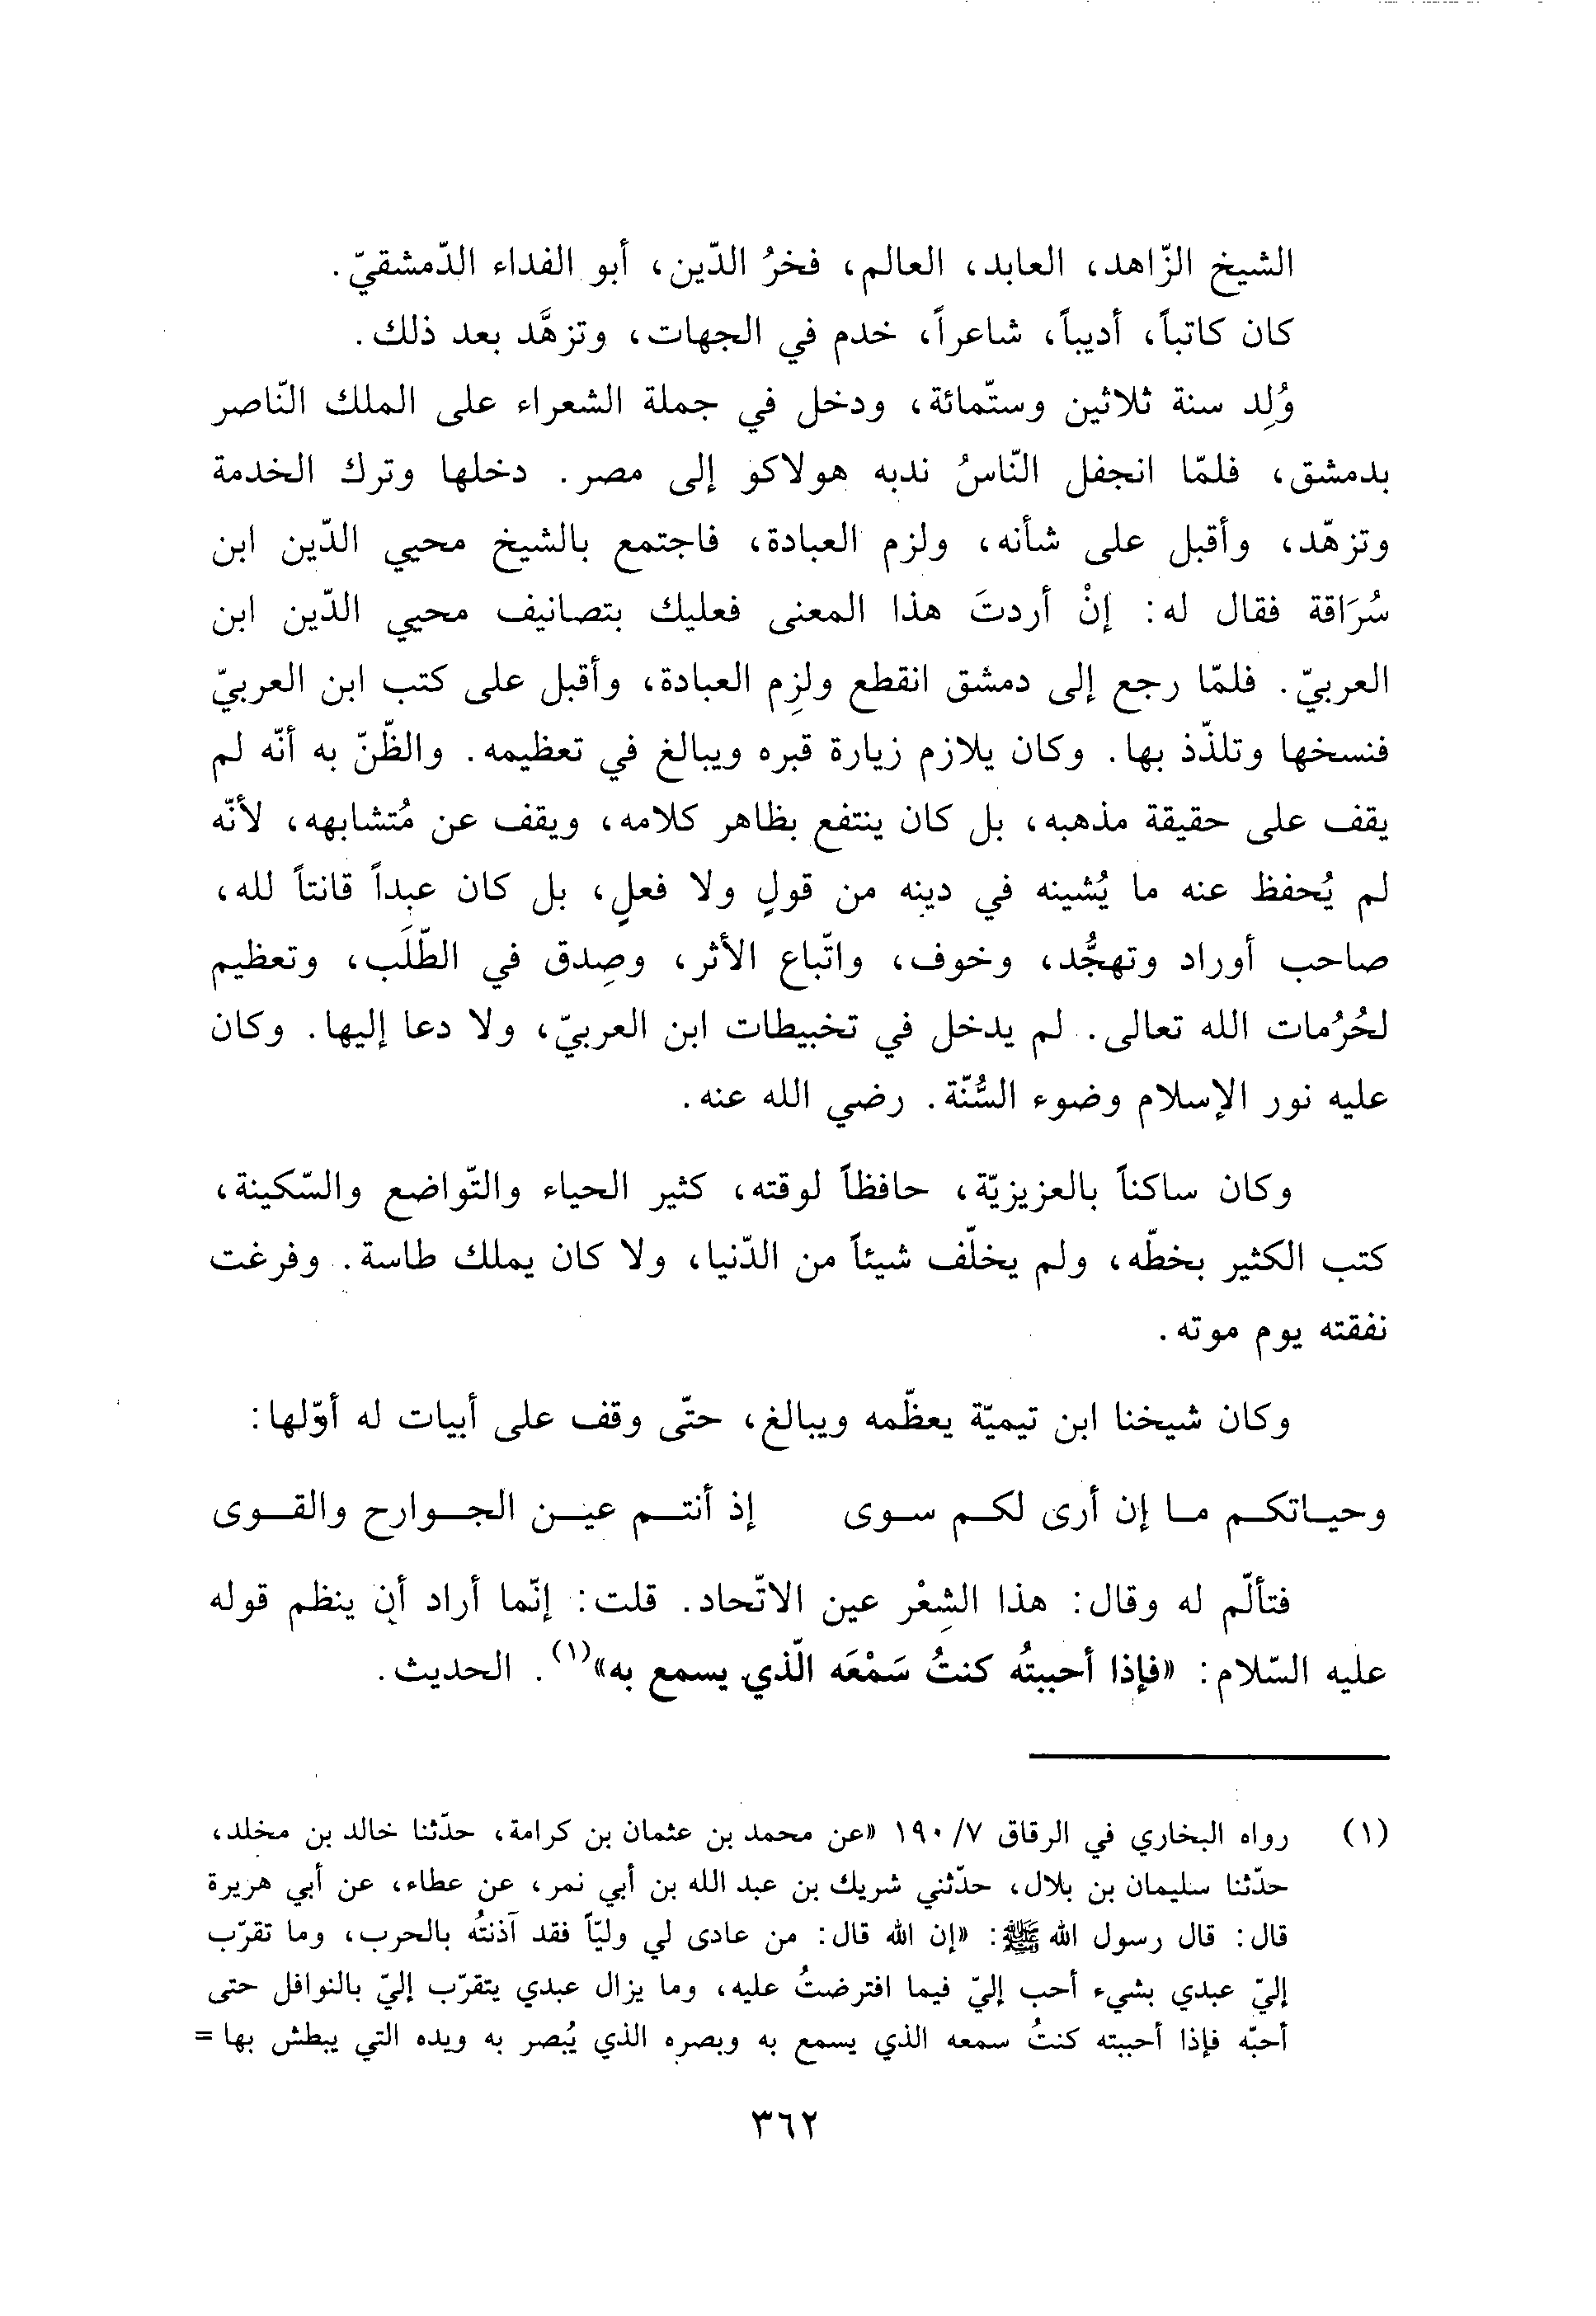 الشيخ الزّاهد، العابد، العالم، فخرُ الدّين، أبو الفداء الدّمشقيّ.
كان كاتباً، أديباً، شاعراً، خدم في الجهات، وتزهَّد بعد ذلك.
وُلِد سنة ثلاثين وستّمائة، ودخل في جملة الشعراء على الملك النّاصر
بدمشق، فلمّا انجفل النّاسُ ندبه هولاكو إلى مصر. دخلها وترك الخدمة
وتزهّد، وأقبل على شأنه، ولزم العبادة، فاجتمع بالشيخ محيي الدّين ابن
سُرَاقة فقال له: إنْ أردتَ هذا المعنى فعليك بتصانيف محيي الدّين ابن
العربيّ. فلمّا رجع إلى دمشق انقطع ولزِم العبادة، وأقبل على كتب ابن العربيّ
فنسخها وتلذّذ بها. وكان يلازم زيارة قبره ويبالغ في تعظيمه. والظّنّ به أنّه لم
يقف على حقيقة مذهبه، بل كان ينتفع بظاهر كلامه، ويقف عن مُتشابهه، لأنّه
لم يُحفظ عنه ما يُشينه في دينه من قولٍ ولا فعلٍ، بل كان عبداً قانتاً لله،
صاحب أوراد وتهجُّد، وخوف، واتّباع الأثر، وصِدق في الطّلَب، وتعظيم
لحُرُمات الله تعالى. لم يدخل في تخبيطات ابن العربيّ، ولا دعا إليها. وكان
عليه نور الإسلام وضوء السُّنّة. رضي الله عنه.
وكان ساكناً بالعزيزيّة، حافظاً لوقته، كثير الحياء والتّواضع والسّكينة،
كتب الكثير بخطّه، ولم يخلّف شيئاً من الدّنيا، ولا كان يملك طاسة. وفرغت
نفقته يوم موته.
وكان شيخنا ابن تيميّة يعظّمه ويبالغ، حتّى وقف على أبيات له أوّلها:
وحيـاتكـم مـا إن أرى لكـم سـوى إذ أنتـم عيـن الجـوارح والقـوى
فتألّم له وقال: هذا الشِعْر عين الاتّحاد. قلت: إنّما أراد أن ينظم قوله
عليه السّلام: «فإذا أحببتُه كنتُ سَمْعَه الّذي يسمع به»(١). الحديث.
(١) رواه البخاري في الرقاق ١٩٠/٧ «عن محمد بن عثمان بن كرامة، حدّثنا خالد بن مخلد،
حدّثنا سليمان بن بلال، حدّثني شريك بن عبد الله بن أبي نمر، عن عطاء، عن أبي هريرة
قال: قال رسول الله ﷺ: «إن الله قال: من عادى لي وليّاً فقد آذنتُه بالحرب، وما تقرّب
إليّ عبدي بشيء أحب إليّ فيما افترضتُ عليه، وما يزال عبدي يتقرّب إليّ بالنوافل حتى
أحبّه فإذا أحببته كنتُ سمعه الذي يسمع به وبصره الذي يُبصر به ويده التي يبطش بها =
٣٦٢